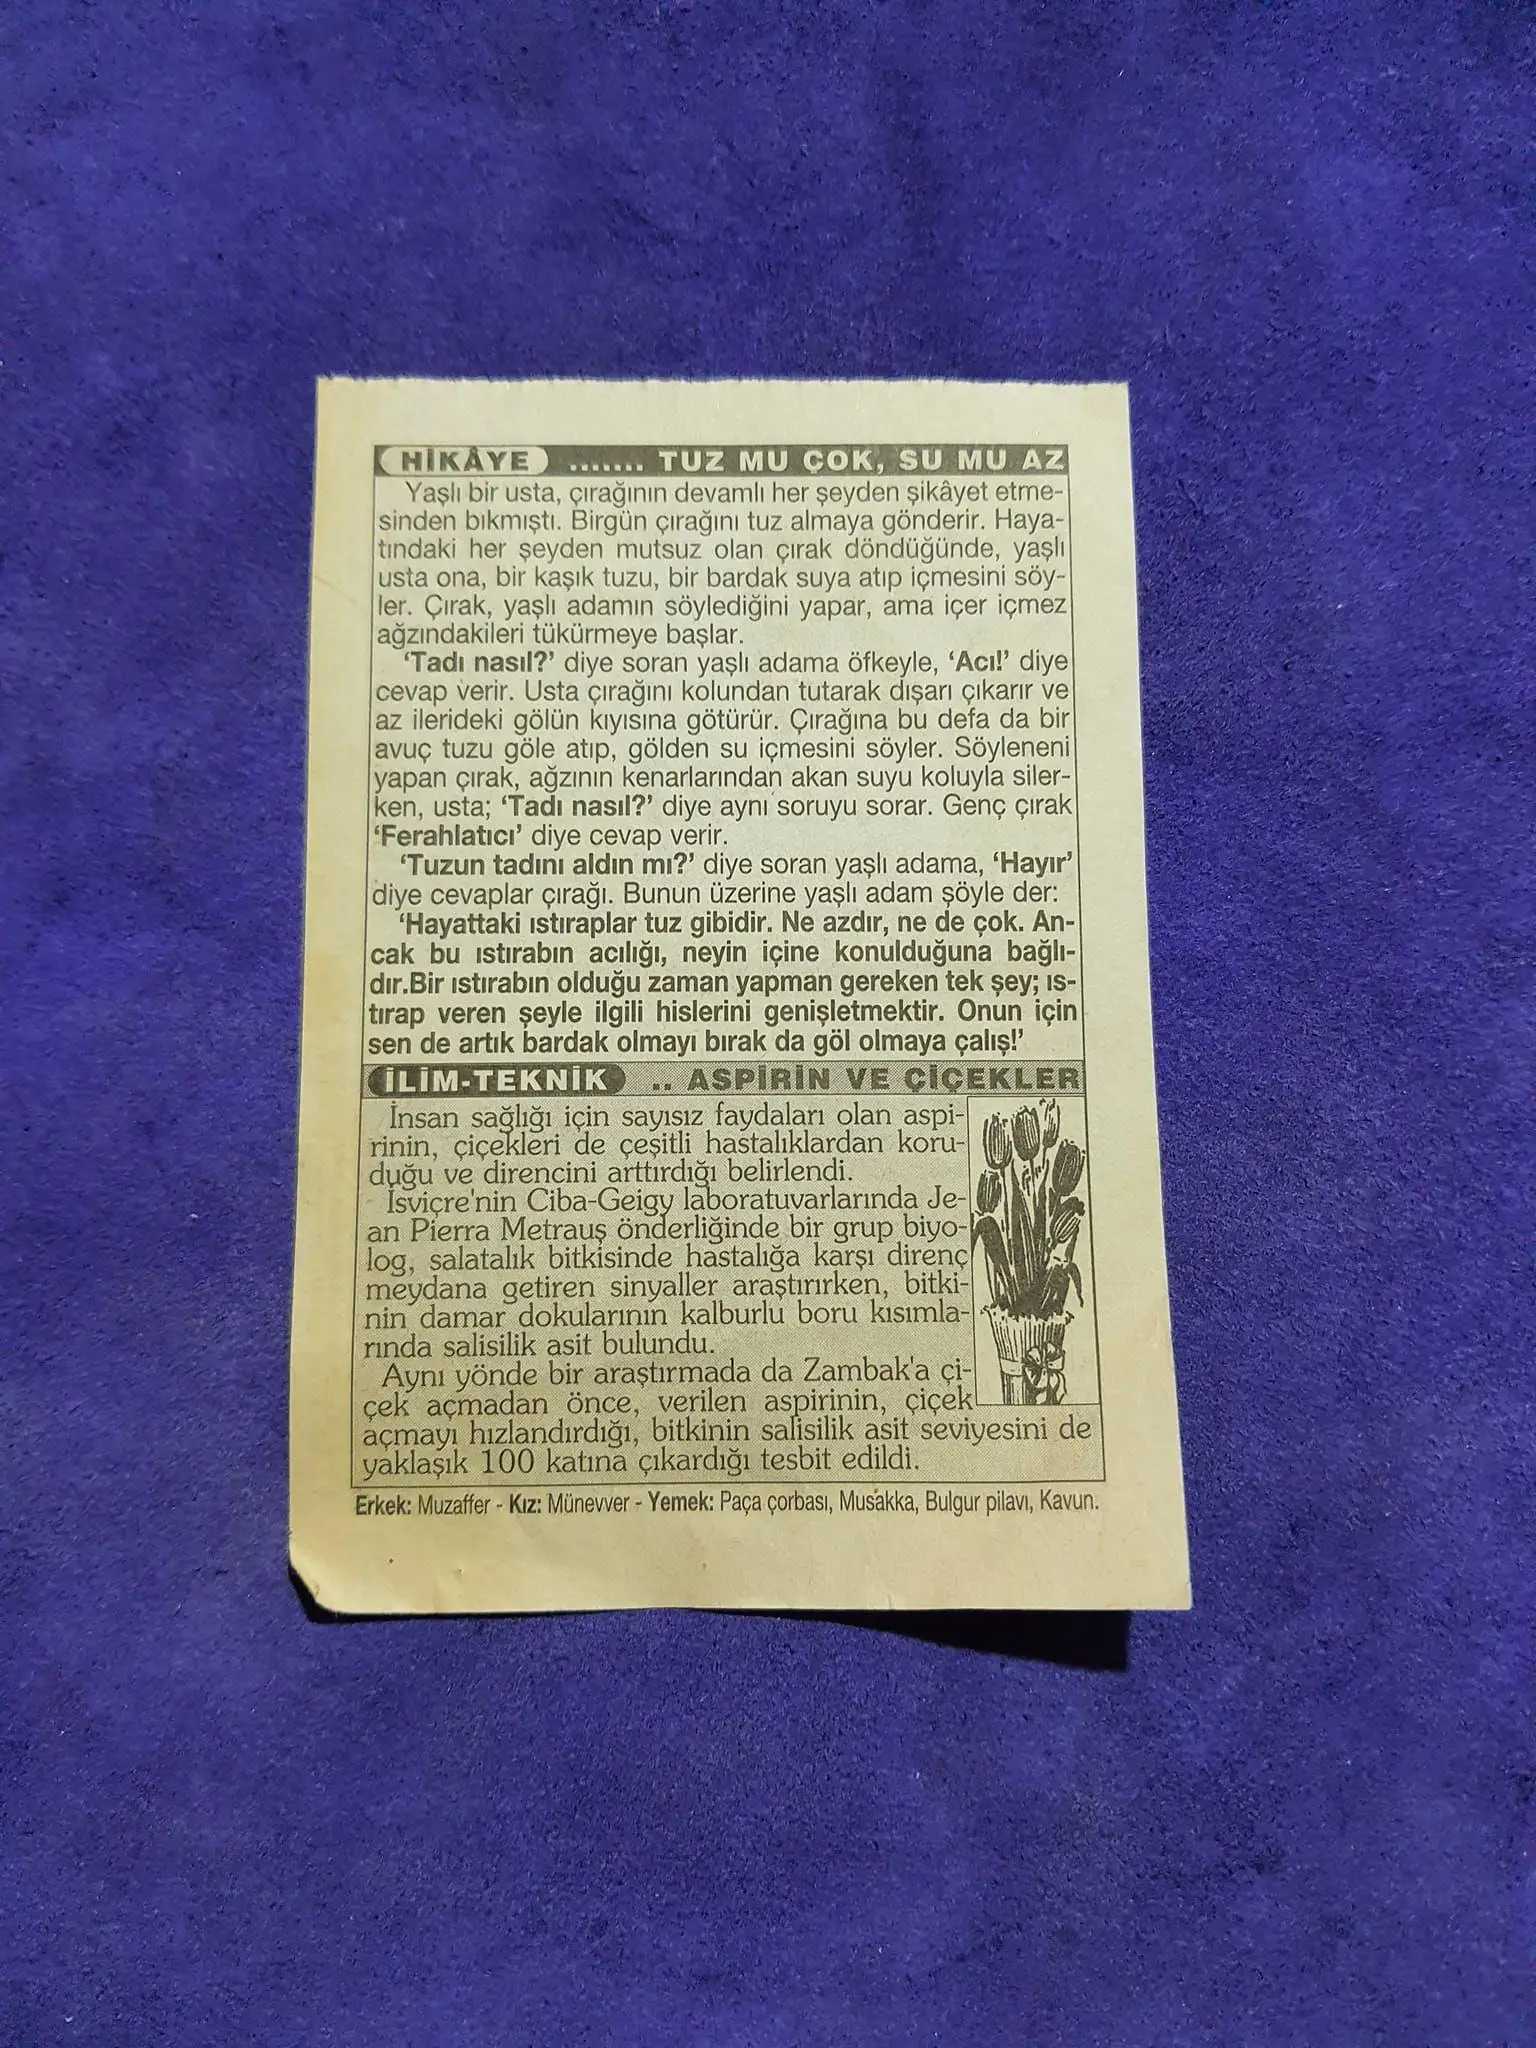 HİKÂYE ....... TUZ MU ÇOK, SU MU AZ
Yaşlı bir usta, çırağının devamlı her şeyden şikâyet etme-
sinden bıkmıştı. Birgün çırağını tuz almaya gönderir. Haya-
tındaki her şeyden mutsuz olan çırak döndüğünde, yaşlı
usta ona, bir kaşık tuzu, bir bardak suya atıp içmesini söy-
ler. Çırak, yaşlı adamın söylediğini yapar, ama içer içmez
ağzındakileri tükürmeye başlar.
‘Tadı nasıl?’ diye soran yaşlı adama öfkeyle, ‘Acı!’ diye
cevap verir. Usta çırağını kolundan tutarak dışarı çıkarır ve
az ilerideki gölün kıyısına götürür. Çırağına bu defa da bir
avuç tuzu göle atıp, gölden su içmesini söyler. Söyleneni
yapan çırak, ağzının kenarlarından akan suyu koluyla siler-
ken, usta; ‘Tadı nasıl?’ diye aynı soruyu sorar. Genç çırak
‘Ferahlatıcı’ diye cevap verir.
‘Tuzun tadını aldın mı?’ diye soran yaşlı adama, ‘Hayır’
diye cevaplar çırağı. Bunun üzerine yaşlı adam şöyle der:
‘Hayattaki ıstıraplar tuz gibidir. Ne azdır, ne de çok. An-
cak bu ıstırabın acılığı, neyin içine konulduğuna bağlı-
dır.Bir ıstırabın olduğu zaman yapman gereken tek şey; ıs-
tırap veren şeyle ilgili hislerini genişletmektir. Onun için
sen de artık bardak olmayı bırak da göl olmaya çalış!’
İLİM-TEKNİK .. ASPİRİN VE ÇİÇEKLER
İnsan sağlığı için sayısız faydaları olan aspi-
rinin, çiçekleri de çeşitli hastalıklardan koru-
duğu ve direncini arttırdığı belirlendi.
İsviçre'nin Ciba-Geigy laboratuvarlarında Je-
an Pierra Metrauş önderliğinde bir grup biyo-
log, salatalık bitkisinde hastalığa karşı direnç
meydana getiren sinyaller araştırırken, bitki-
nin damar dokularının kalburlu boru kısımla-
rında salisilik asit bulundu.
Aynı yönde bir araştırmada da Zambak'a çi-
çek açmadan önce, verilen aspirinin, çiçek
açmayı hızlandırdığı, bitkinin salisilik asit seviyesini de
yaklaşık 100 katına çıkardığı tesbit edildi.
Erkek: Muzaffer - Kız: Münevver - Yemek: Paça çorbası, Musakka, Bulgur pilavı, Kavun.